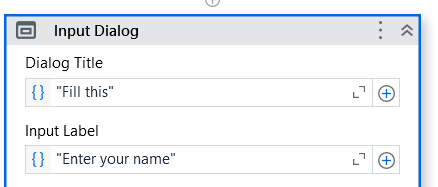 Input Dialog
Dialog Title
{} "Fill this"
Input Label
{} "Enter your name"